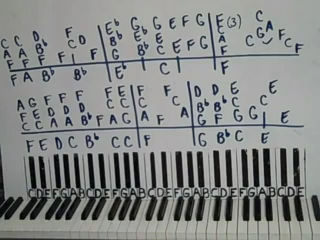 C C D♭ F E♭ G♭ G E F G E (3) C
A A B♭ C D B♭ B♭ E♭ C A
F F F F F G♭ B♭ C E F G A C G F C
F F
F A B♭ B♭ E♭ C F
A G F F F F E F F D D E E
F E D D D C C C C B♭ B♭ C C
C C A A B♭ F A G A F A G F G G E
F E D C B♭ C C F G B♭ C E
C D E F G A B C D E F G A B C D E F G A B C D E F G A B C D E